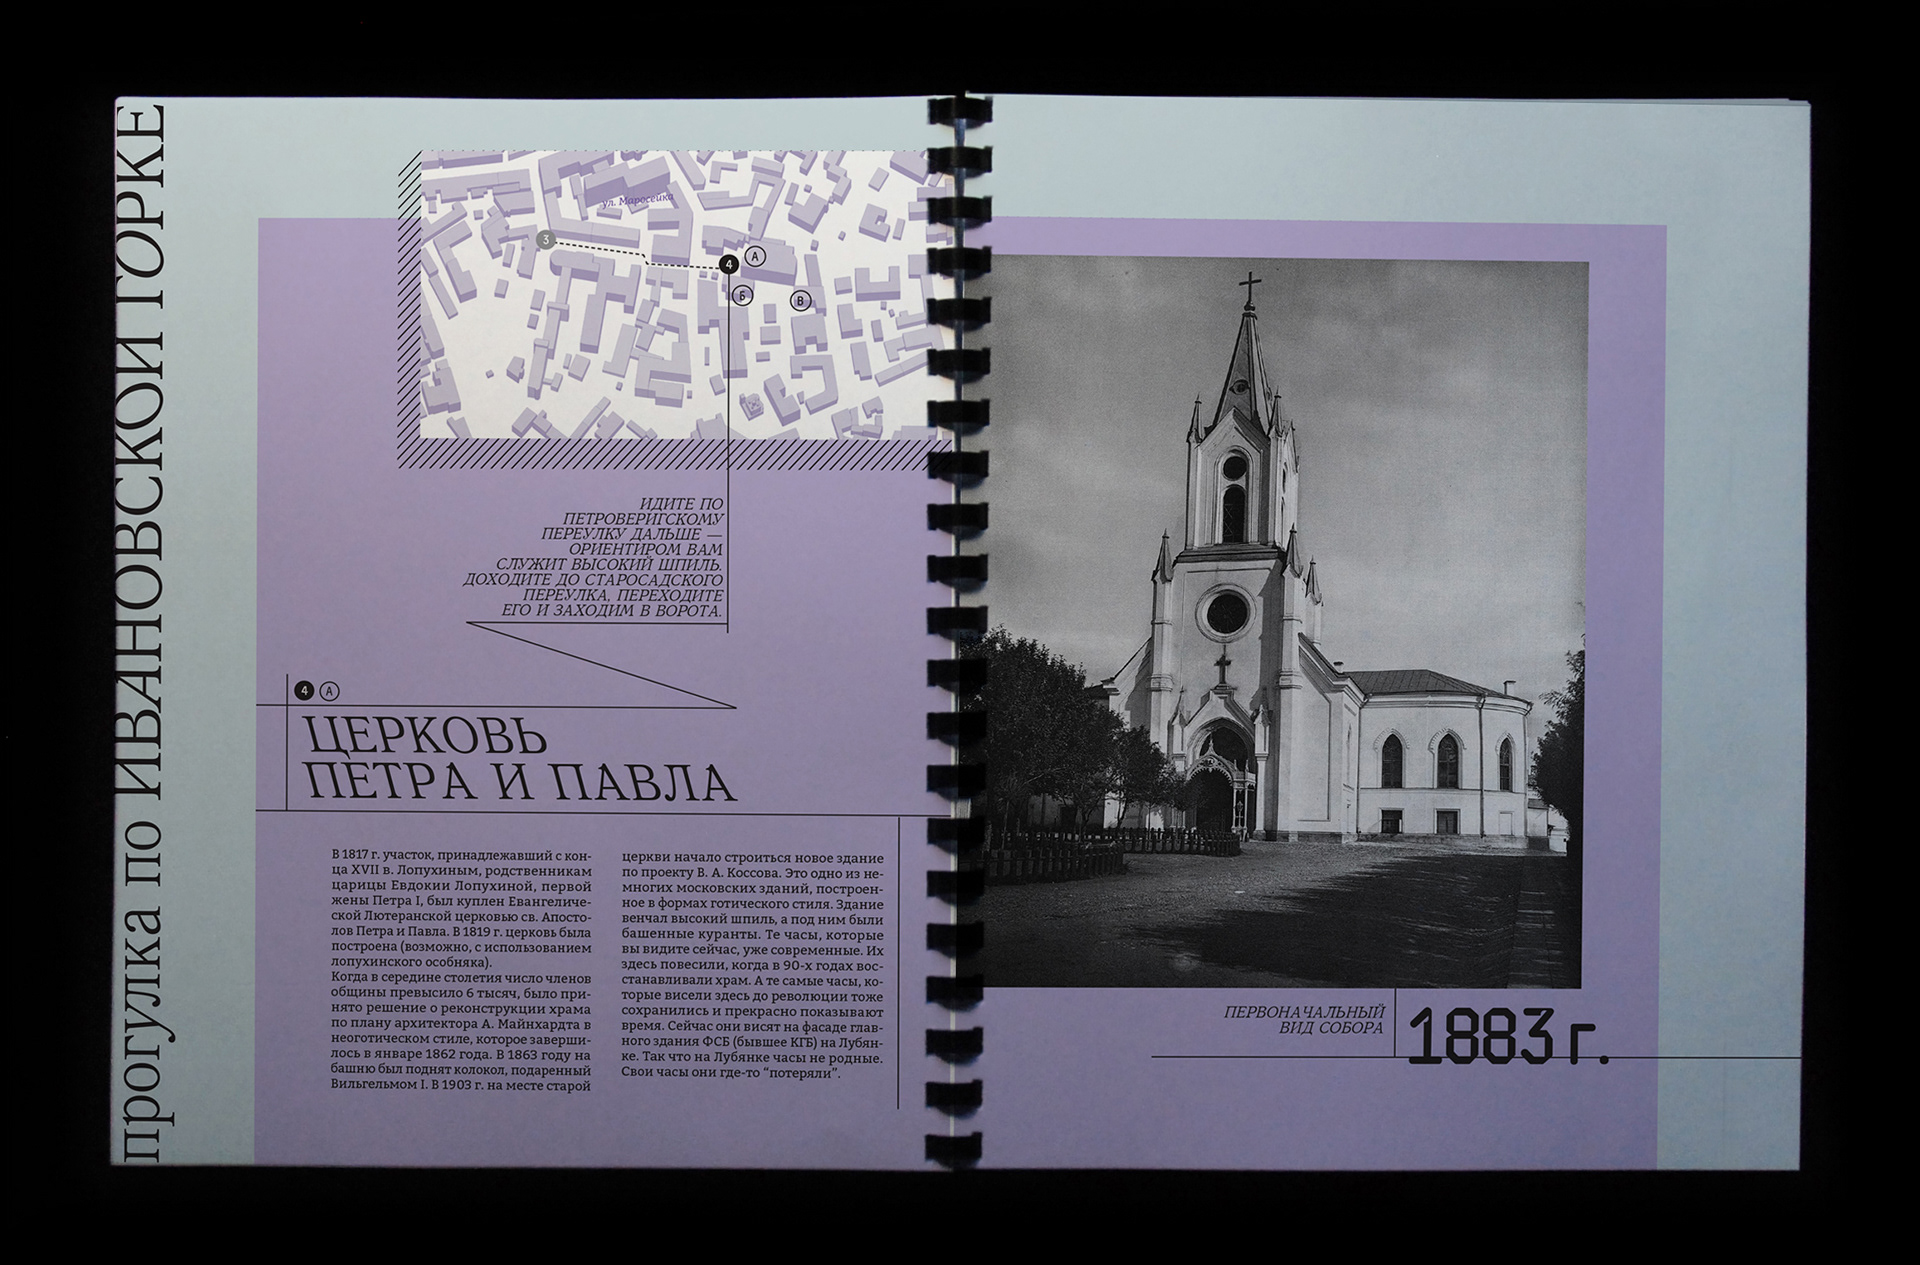 прогулка по ИВАНОВСКОЙ ГОРКЕ
ул. Маросейка
3
4
А
Б
В
ИДИТЕ ПО
ПЕТРОВЕРИГСКОМУ
ПЕРЕУЛКУ ДАЛЬШЕ —
ОРИЕНТИРОМ ВАМ
СЛУЖИТ ВЫСОКИЙ ШПИЛЬ.
ДОХОДИТЕ ДО СТАРОСАДСКОГО
ПЕРЕУЛКА, ПЕРЕХОДИТЕ
ЕГО И ЗАХОДИМ В ВОРОТА.
4 А
ЦЕРКОВЬ
ПЕТРА И ПАВЛА
В 1817 г. участок, принадлежавший с кон-
ца XVII в. Лопухиным, родственникам
царицы Евдокии Лопухиной, первой
жены Петра I, был куплен Евангеличе-
ской Лютеранской церковью св. Апосто-
лов Петра и Павла. В 1819 г. церковь была
построена (возможно, с использованием
лопухинского особняка).
Когда в середине столетия число членов
общины превысило 6 тысяч, было при-
нято решение о реконструкции храма
по плану архитектора А. Майнхардта в
неоготическом стиле, которое заверши-
лось в январе 1862 года. В 1863 году на
башню был поднят колокол, подаренный
Вильгельмом I. В 1903 г. на месте старой
церкви начало строиться новое здание
по проекту В. А. Коссова. Это одно из не-
многих московских зданий, построен-
ное в формах готического стиля. Здание
венчал высокий шпиль, а под ним были
башенные куранты. Те часы, которые
вы видите сейчас, уже современные. Их
здесь повесили, когда в 90-х годах вос-
станавливали храм. А те самые часы, ко-
торые висели здесь до революции тоже
сохранились и прекрасно показывают
время. Сейчас они висят на фасаде глав-
ного здания ФСБ (бывшее КГБ) на Лубян-
ке. Так что на Лубянке часы не родные.
Свои часы они где-то “потеряли”.
ПЕРВОНАЧАЛЬНЫЙ
ВИД СОБОРА
1883 г.